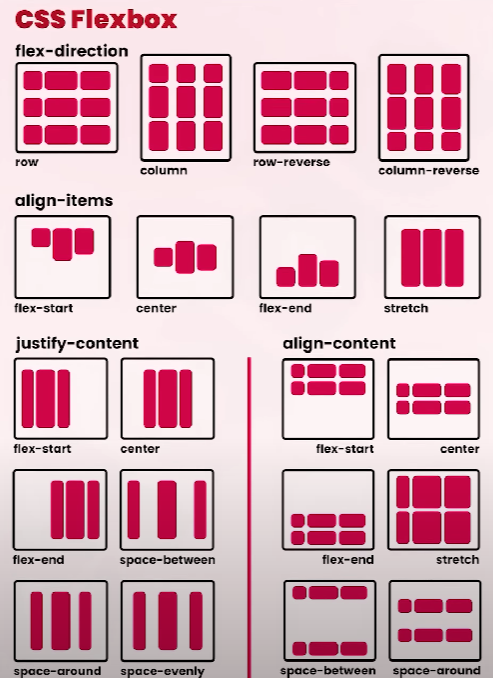 CSS Flexbox
flex-direction
row
column
row-reverse
column-reverse
align-items
flex-start
center
flex-end
stretch
justify-content
flex-start
center
flex-end
space-between
space-around
space-evenly
align-content
flex-start
center
flex-end
stretch
space-between
space-around